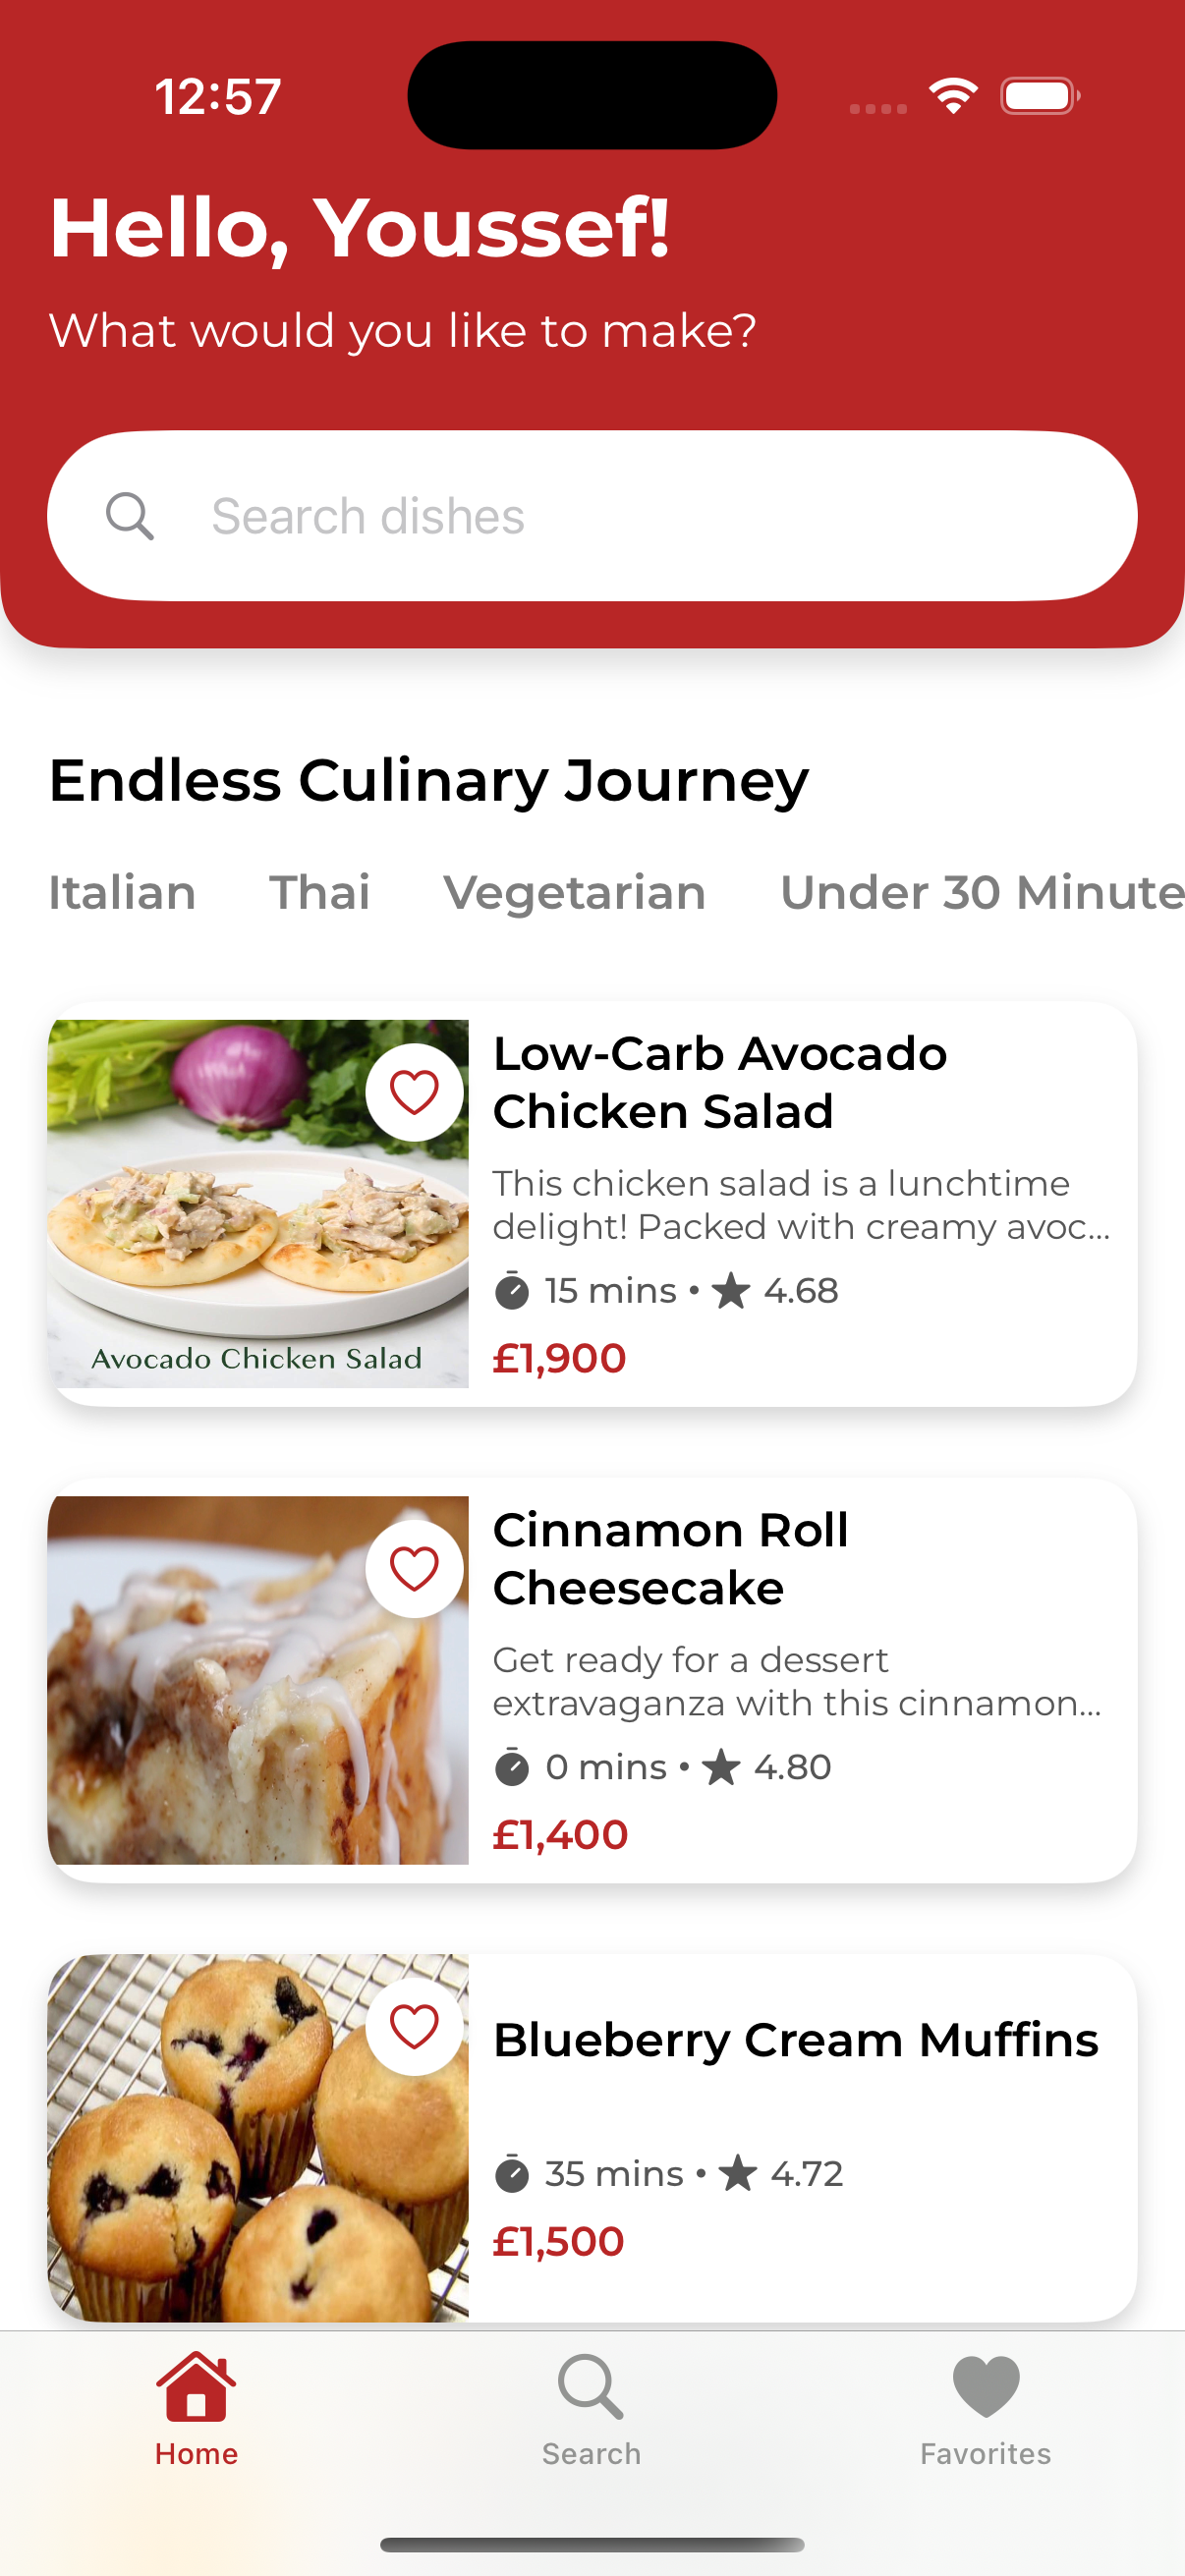 12:57
Hello, Youssef!
What would you like to make?
Search dishes
Endless Culinary Journey
Italian Thai Vegetarian Under 30 Minute
Low-Carb Avocado
Chicken Salad
This chicken salad is a lunchtime
delight! Packed with creamy avoc...
15 mins • ★ 4.68
£1,900
Avocado Chicken Salad
Cinnamon Roll
Cheesecake
Get ready for a dessert
extravaganza with this cinnamon...
0 mins • ★ 4.80
£1,400
Blueberry Cream Muffins
35 mins • ★ 4.72
£1,500
Home Search Favorites